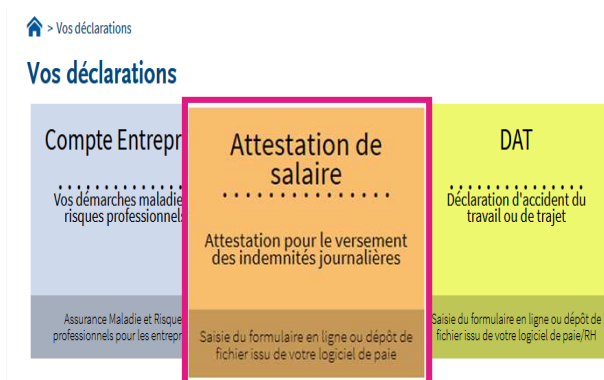 > Vos déclarations
Vos déclarations
Compte Entrepr
Vos démarches maladie
risques professionnels
Assurance Maladie et Risque
professionnels pour les entrepr
Attestation de
salaire
Attestation pour le versement
des indemnités journalières
Saisie du formulaire en ligne ou dépôt de
fichier issu de votre logiciel de paie
DAT
Déclaration d'accident du
travail ou de trajet
Saisie du formulaire en ligne ou dépôt de
fichier issu de votre logiciel de paie/RH